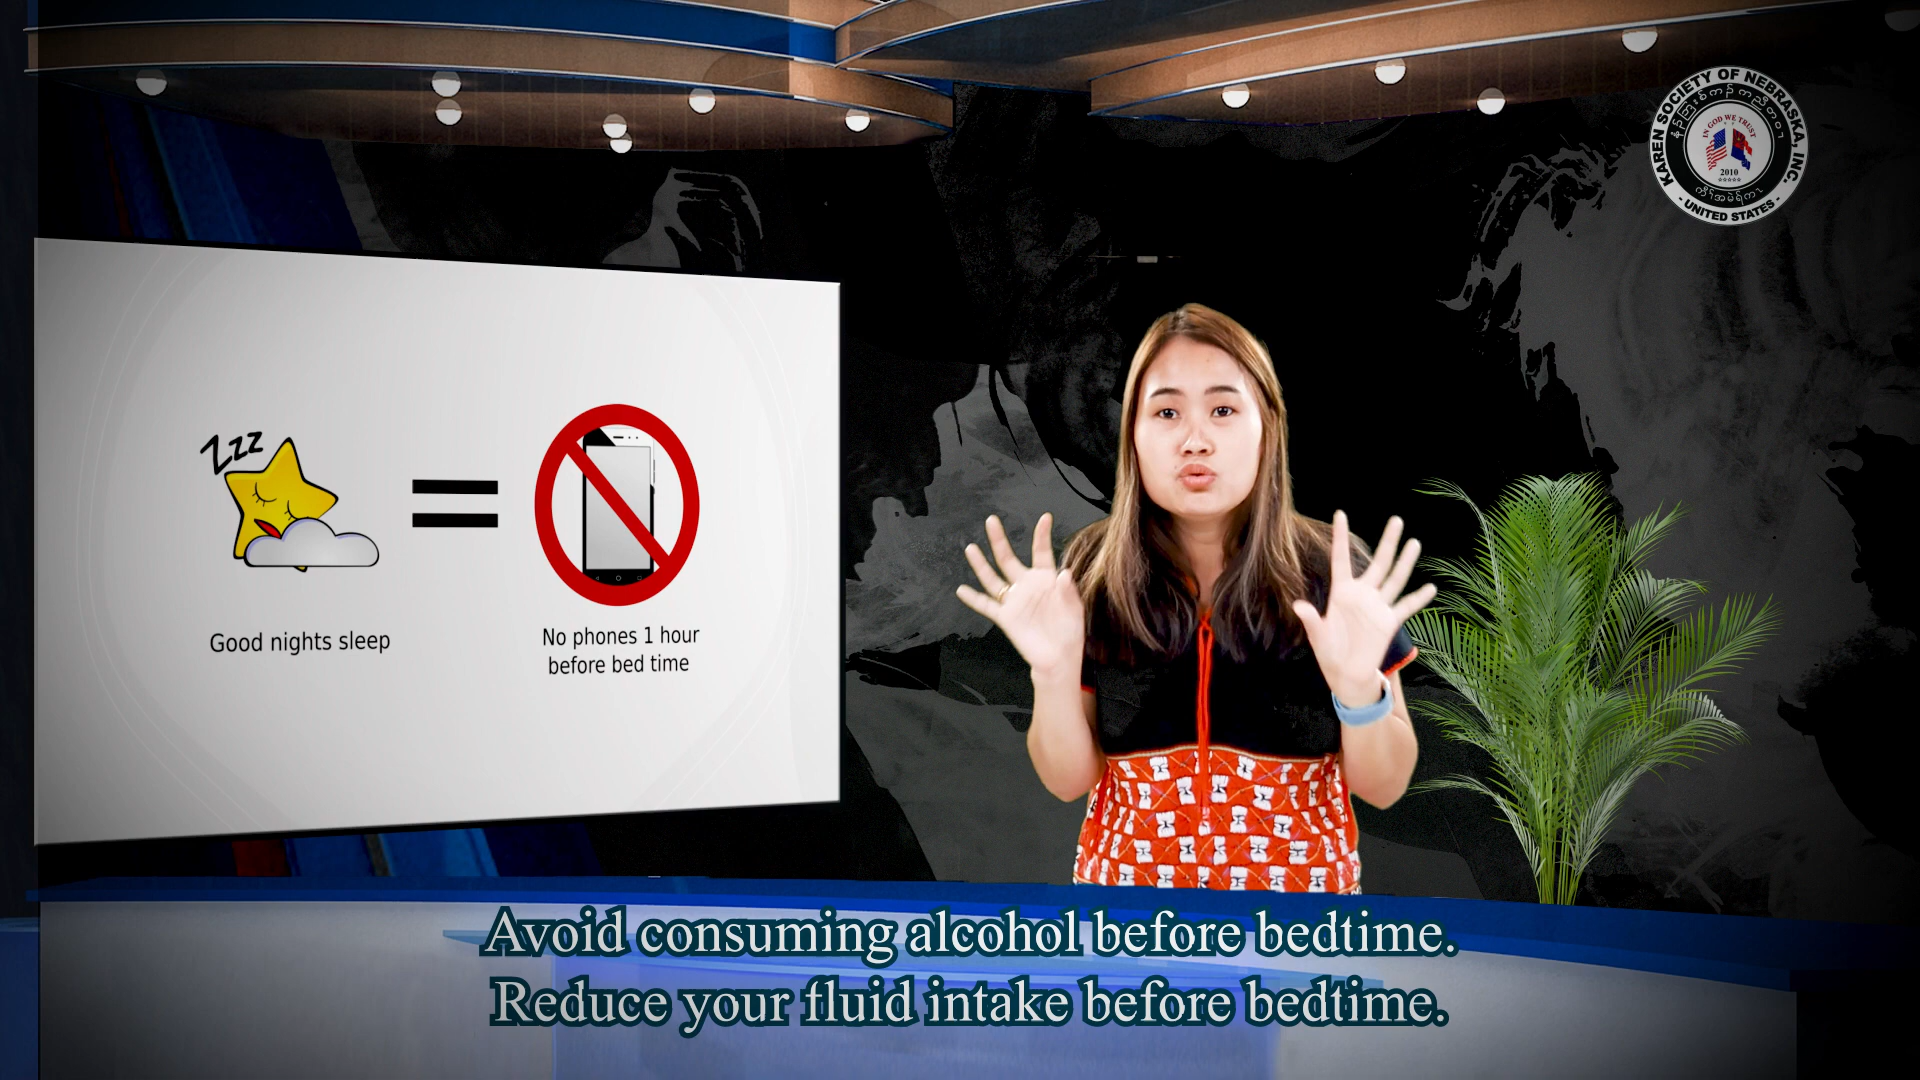 KAREN SOCIETY OF NEBRASKA, INC.
IN GOD WE TRUST
2010
- UNITED STATES -
Zzz
Good nights sleep
No phones 1 hour
before bed time
Avoid consuming alcohol before bedtime.
Reduce your fluid intake before bedtime.